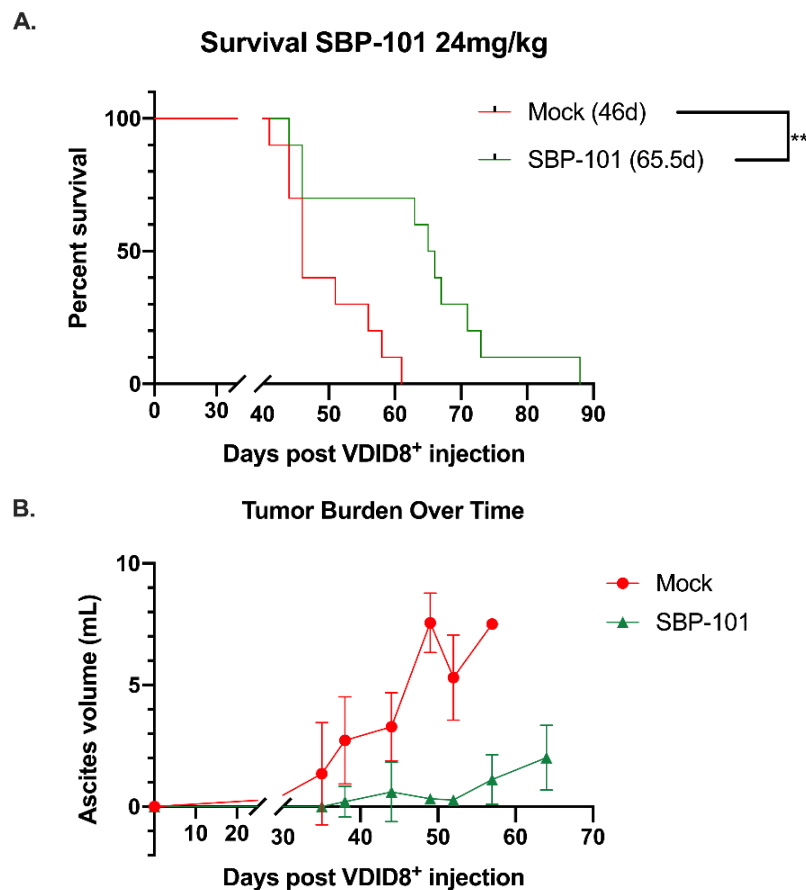 A.
Survival SBP-101 24mg/kg
Mock (46d)
SBP-101 (65.5d)
**
Percent survival
100
50
0
0 30 40 50 60 70 80 90
Days post VDID8⁺ injection
B.
Tumor Burden Over Time
Mock
SBP-101
Ascites volume (mL)
10
5
0
10 20 30 40 50 60 70
Days post VDID8⁺ injection